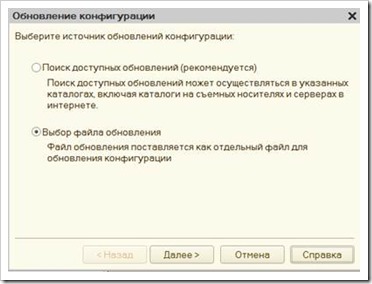 Обновление конфигурации
Выберите источник обновлений конфигурации:
Поиск доступных обновлений (рекомендуется)
Поиск доступных обновлений может осуществляться в указанных
каталогах, включая каталоги на съемных носителях и серверах в
интернете.
Выбор файла обновления
Файл обновления поставляется как отдельный файл для
обновления конфигурации
< Назад
Далее >
Отмена
Справка